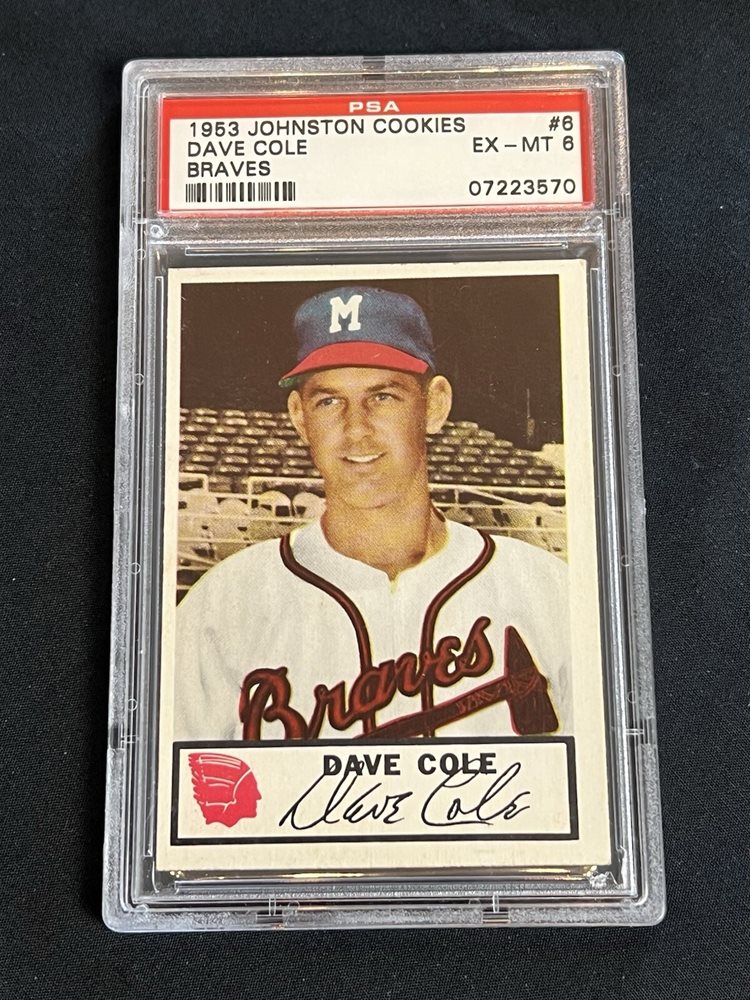 PSA
1953 JOHNSTON COOKIES #6
DAVE COLE EX-MT 6
BRAVES
07223570
M
Braves
DAVE COLE
Dave Cole